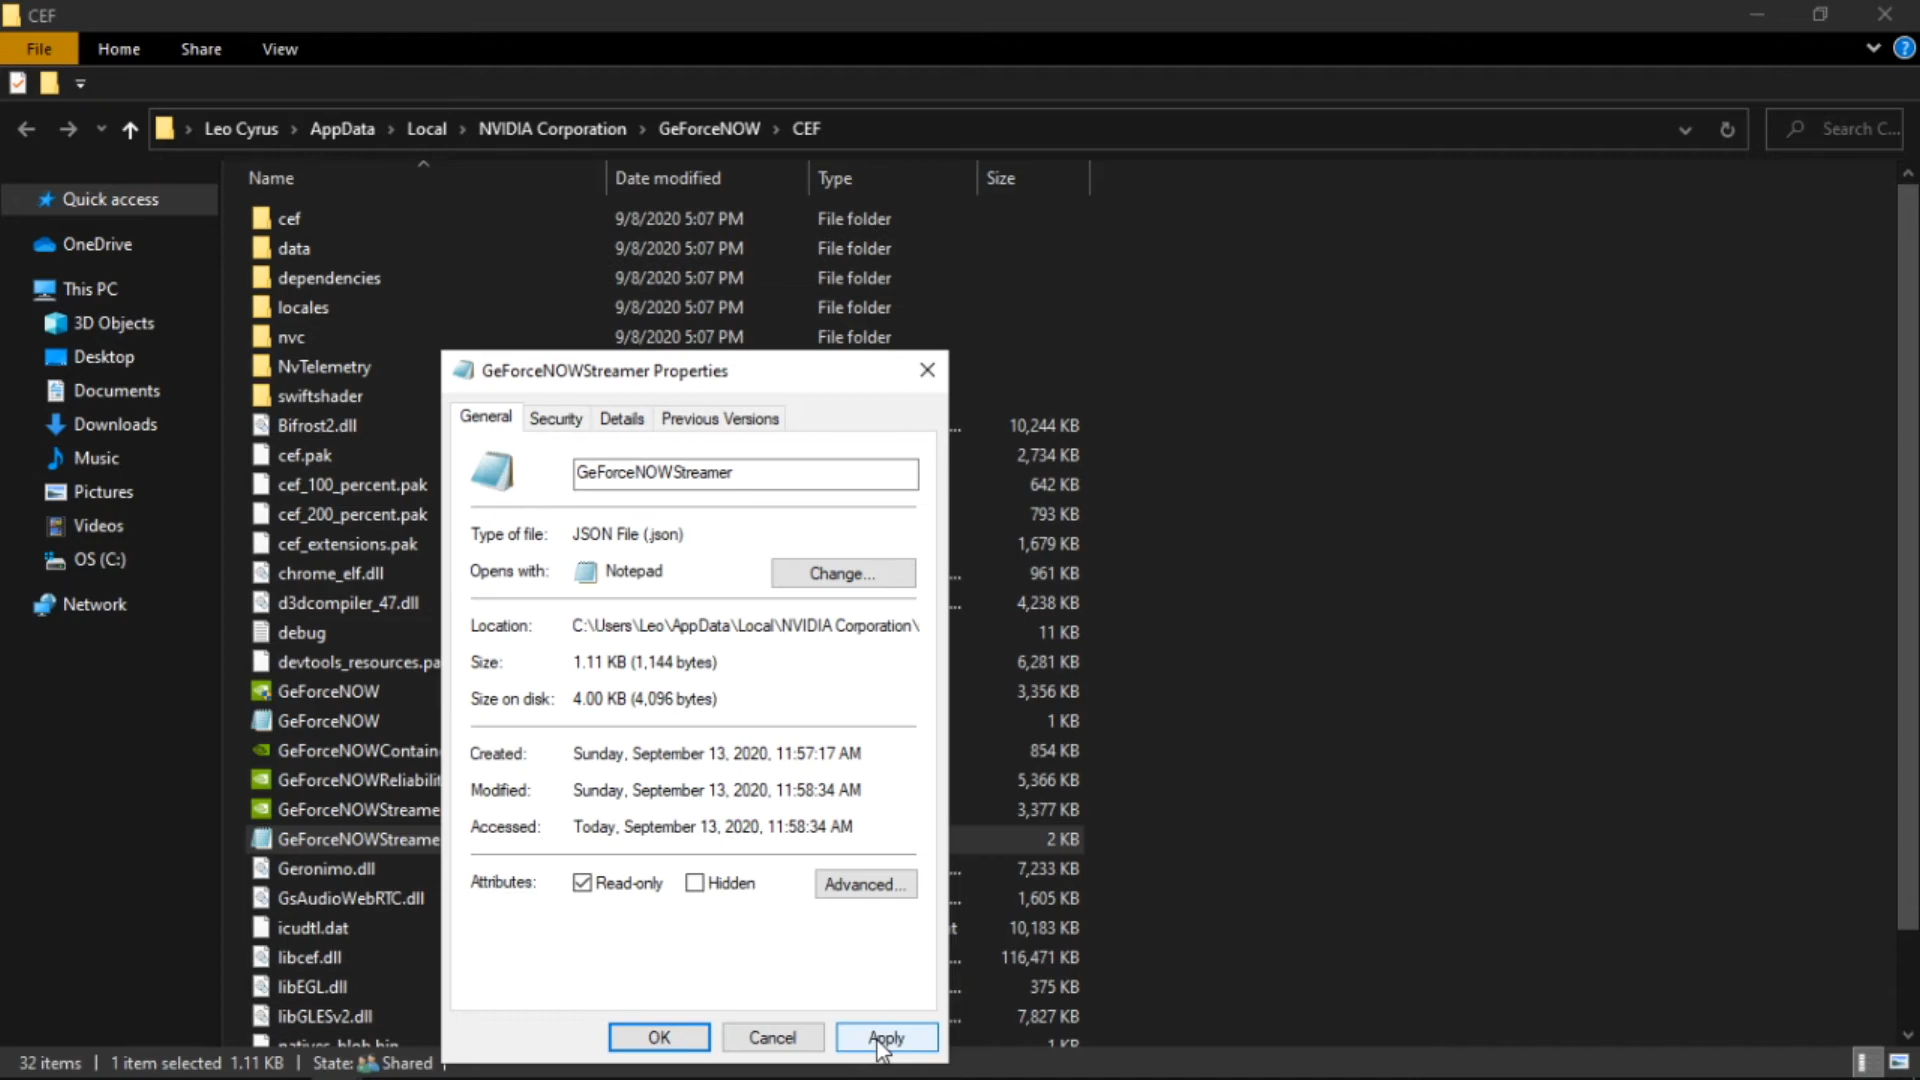 CEF
File Home Share View
Leo Cyrus > AppData > Local > NVIDIA Corporation > GeForceNOW > CEF
Search C...
Name Date modified Type Size
Quick access
OneDrive
This PC
3D Objects
Desktop
Documents
Downloads
Music
Pictures
Videos
OS (C:)
Network
cef 9/8/2020 5:07 PM File folder
data 9/8/2020 5:07 PM File folder
dependencies 9/8/2020 5:07 PM File folder
locales 9/8/2020 5:07 PM File folder
nvc 9/8/2020 5:07 PM File folder
NvTelemetry
swiftshader
Bifrost2.dll ... 10,244 KB
cef.pak 2,734 KB
cef_100_percent.pak 642 KB
cef_200_percent.pak 793 KB
cef_extensions.pak 1,679 KB
chrome_elf.dll ... 961 KB
d3dcompiler_47.dll ... 4,238 KB
debug 11 KB
devtools_resources.pa 6,281 KB
GeForceNOW 3,356 KB
GeForceNOW 1 KB
GeForceNOWContain 854 KB
GeForceNOWReliabilit 5,366 KB
GeForceNOWStreame 3,377 KB
GeForceNOWStreame 2 KB
Geronimo.dll ... 7,233 KB
GsAudioWebRTC.dll ... 1,605 KB
icudtl.dat t 10,183 KB
libcef.dll ... 116,471 KB
libEGL.dll ... 375 KB
libGLESv2.dll ... 7,827 KB
natives_blob.bin 1 KB
GeForceNOWStreamer Properties
General Security Details Previous Versions
GeForceNOWStreamer
Type of file: JSON File (.json)
Opens with: Notepad Change...
Location: C:\Users\Leo\AppData\Local\NVIDIA Corporation\
Size: 1.11 KB (1,144 bytes)
Size on disk: 4.00 KB (4,096 bytes)
Created: Sunday, September 13, 2020, 11:57:17 AM
Modified: Sunday, September 13, 2020, 11:58:34 AM
Accessed: Today, September 13, 2020, 11:58:34 AM
Attributes: Read-only Hidden Advanced...
OK Cancel Apply
32 items | 1 item selected 1.11 KB | State: Shared